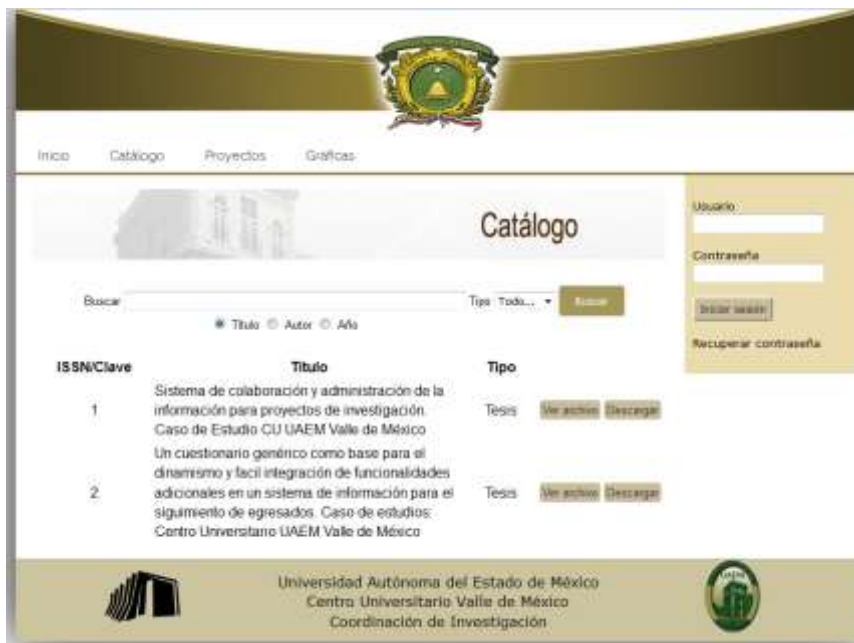 Inicio Catálogo Proyectos Gráficas
Catálogo
Usuario
Contraseña
Iniciar sesión
Recuperar contraseña
Buscar Tipo Todo... Buscar
Título Autor Año
ISSN/Clave Titulo Tipo
Sistema de colaboración y administración de la
1 información para proyectos de investigación. Tesis Ver archivo Descargar
Caso de Estudio CU UAEM Valle de México
Un cuestionario genérico como base para el
dinamismo y facil integración de funcionalidades
2 adicionales en un sistema de información para el Tesis Ver archivo Descargar
siguimiento de egresados. Caso de estudios:
Centro Universitario UAEM Valle de México
Universidad Autónoma del Estado de México
Centro Universitario Valle de México
Coordinación de Investigación
UAEM